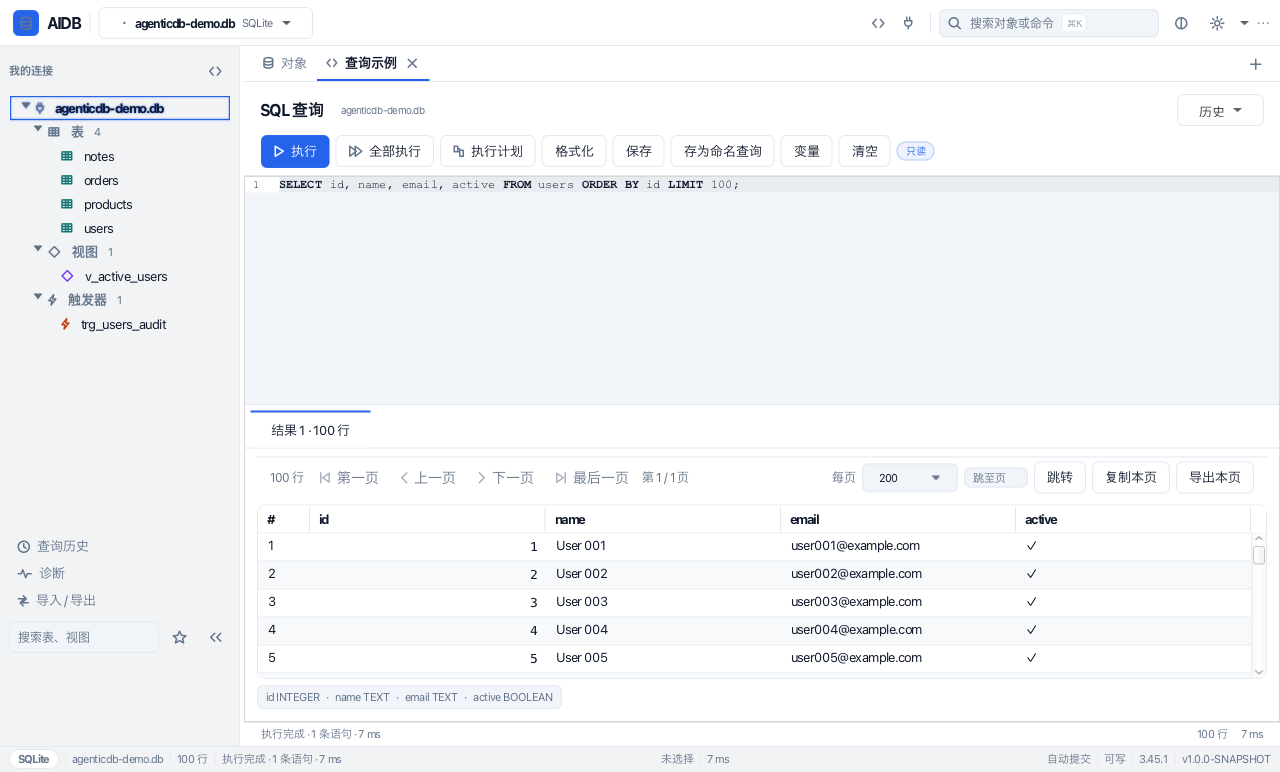 AIDB
agenticdb-demo.db SQLite
搜索对象或命令 ⌘K
我的连接
agenticdb-demo.db
表 4
notes
orders
products
users
视图 1
v_active_users
触发器 1
trg_users_audit
查询历史
诊断
导入 / 导出
搜索表、视图
对象 查询示例
SQL 查询 agenticdb-demo.db 历史
执行 全部执行 执行计划 格式化 保存 存为命名查询 变量 清空 只读
1 SELECT id, name, email, active FROM users ORDER BY id LIMIT 100;
结果 1 · 100 行
100 行 第一页 上一页 下一页 最后一页 第 1 / 1 页 每页 200 跳至页 跳转 复制本页 导出本页
# id name email active
1 1 User 001 user001@example.com ✓
2 2 User 002 user002@example.com ✓
3 3 User 003 user003@example.com ✓
4 4 User 004 user004@example.com ✓
5 5 User 005 user005@example.com ✓
id INTEGER · name TEXT · email TEXT · active BOOLEAN
执行完成 · 1 条语句 · 7 ms 100 行 7 ms
SQLite agenticdb-demo.db 100 行 执行完成 · 1 条语句 · 7 ms 未选择 7 ms 自动提交 可写 3.45.1 v1.0.0-SNAPSHOT